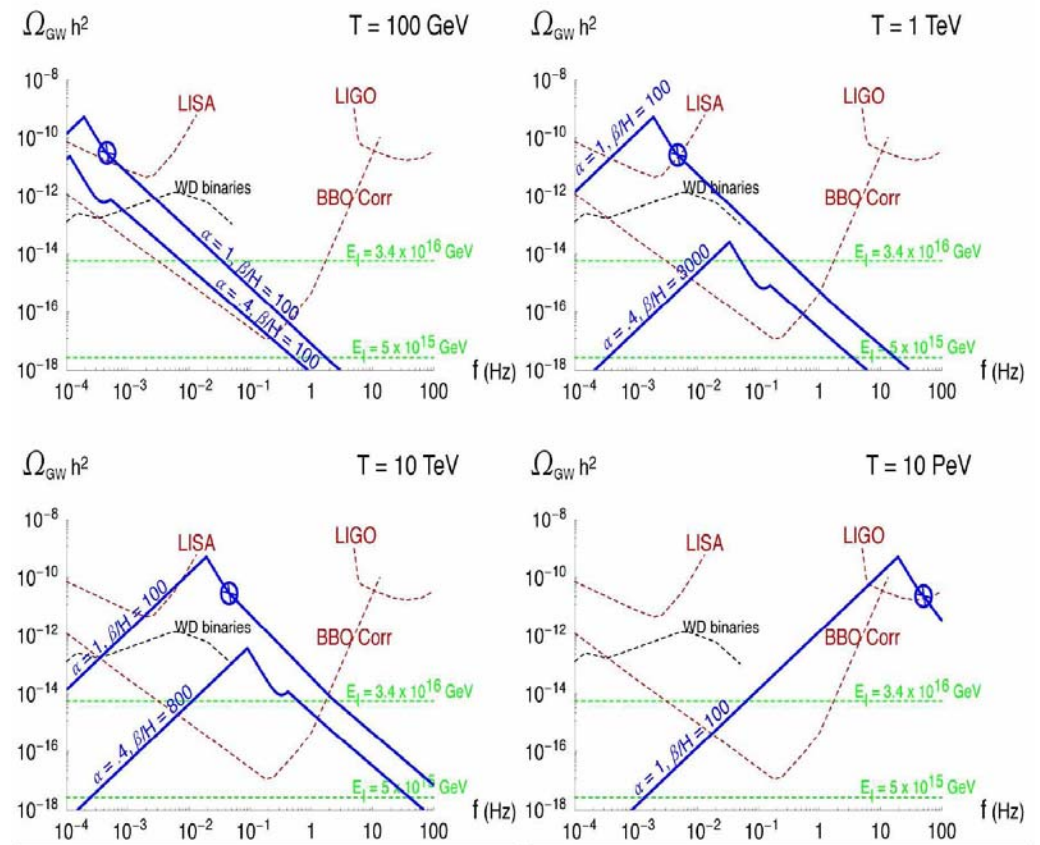 Ω_GW h² T = 100 GeV
10⁻⁸
10⁻¹⁰
10⁻¹²
10⁻¹⁴
10⁻¹⁶
10⁻¹⁸
LISA
LIGO
WD binaries
BBO Corr
α = 1, β/H = 100
α = .4, β/H = 100
E_I = 3.4 x 10¹⁶ GeV
E_I = 5 x 10¹⁵ GeV
10⁻⁴ 10⁻³ 10⁻² 10⁻¹ 1 10 100 f (Hz)
Ω_GW h² T = 1 TeV
10⁻⁸
10⁻¹⁰
10⁻¹²
10⁻¹⁴
10⁻¹⁶
10⁻¹⁸
α = 1, β/H = 100
LISA
LIGO
WD binaries
BBO Corr
α = .4, β/H = 3000
E_I = 3.4 x 10¹⁶ GeV
E_I = 5 x 10¹⁵ GeV
10⁻⁴ 10⁻³ 10⁻² 10⁻¹ 1 10 100 f (Hz)
Ω_GW h² T = 10 TeV
10⁻⁸
10⁻¹⁰
10⁻¹²
10⁻¹⁴
10⁻¹⁶
10⁻¹⁸
LISA
LIGO
α = 1, β/H = 100
WD binaries
BBO Corr
α = .4, β/H = 800
E_I = 3.4 x 10¹⁶ GeV
E_I = 5 x 10¹⁵ GeV
10⁻⁴ 10⁻³ 10⁻² 10⁻¹ 1 10 100 f (Hz)
Ω_GW h² T = 10 PeV
10⁻⁸
10⁻¹⁰
10⁻¹²
10⁻¹⁴
10⁻¹⁶
10⁻¹⁸
LISA
LIGO
WD binaries
BBO Corr
α = 1, β/H = 100
E_I = 3.4 x 10¹⁶ GeV
E_I = 5 x 10¹⁵ GeV
10⁻⁴ 10⁻³ 10⁻² 10⁻¹ 1 10 100 f (Hz)